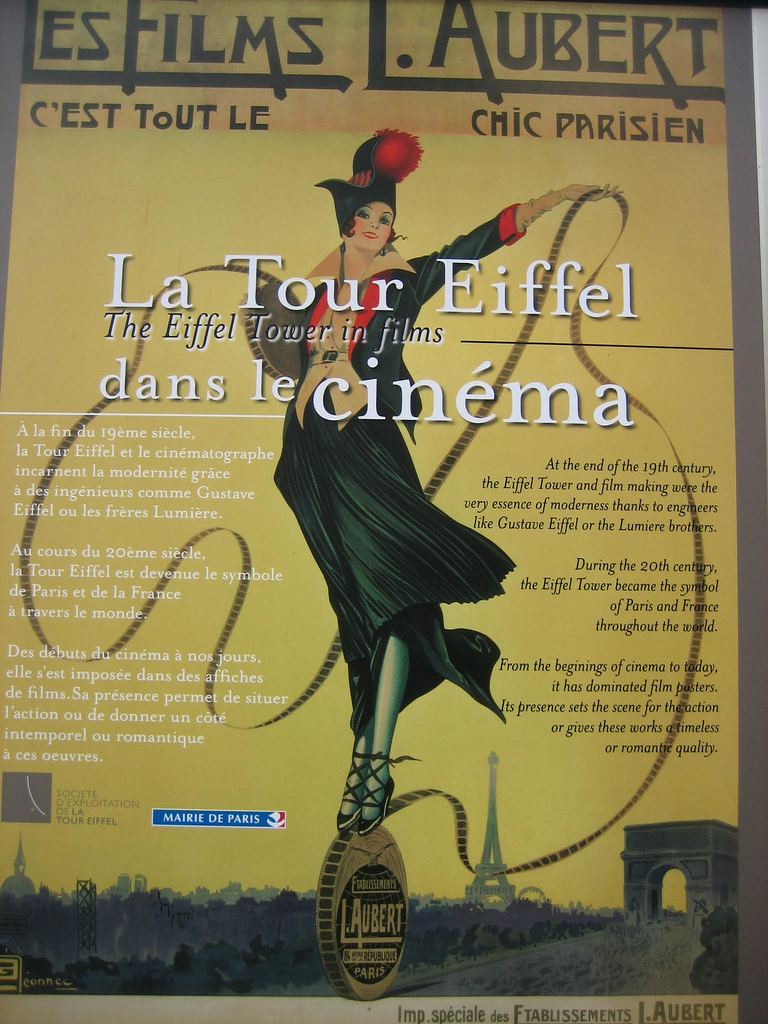 LES FILMS L. AUBERT
C'EST TOUT LE CHIC PARISIEN
La Tour Eiffel
The Eiffel Tower in films
dans le cinéma
À la fin du 19ème siècle,
la Tour Eiffel et le cinématographe
incarnent la modernité grâce
à des ingénieurs comme Gustave
Eiffel ou les frères Lumière.
Au cours du 20ème siècle,
la Tour Eiffel est devenue le symbole
de Paris et de la France
à travers le monde.
Des débuts du cinéma à nos jours,
elle s'est imposée dans des affiches
de films. Sa présence permet de situer
l'action ou de donner un côté
intemporel ou romantique
à ces oeuvres.
At the end of the 19th century,
the Eiffel Tower and film making were the
very essence of moderness thanks to engineers
like Gustave Eiffel or the Lumiere brothers.
During the 20th century,
the Eiffel Tower became the symbol
of Paris and France
throughout the world.
From the beginings of cinema to today,
it has dominated film posters.
Its presence sets the scene for the action
or gives these works a timeless
or romantic quality.
SOCIETE
D'EXPLOITATION
DE LA
TOUR EIFFEL
MAIRIE DE PARIS
ETABLISSEMENTS
L. AUBERT
DE LA RÉPUBLIQUE
PARIS
Imp. spéciale des ETABLISSEMENTS L. AUBERT